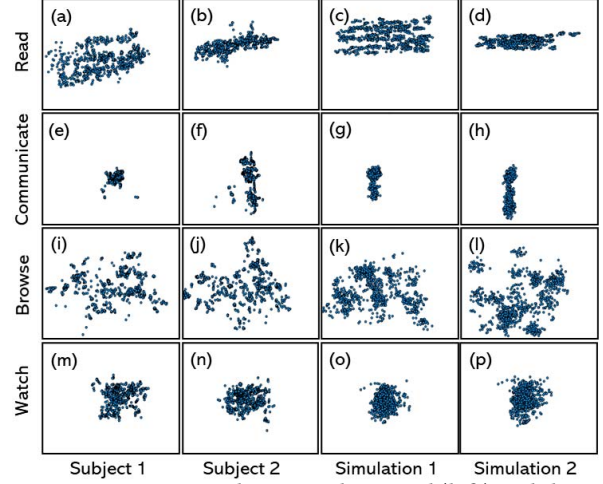 Read
(a)
(b)
(c)
(d)
Communicate
(e)
(f)
(g)
(h)
Browse
(i)
(j)
(k)
(l)
Watch
(m)
(n)
(o)
(p)
Subject 1
Subject 2
Simulation 1
Simulation 2